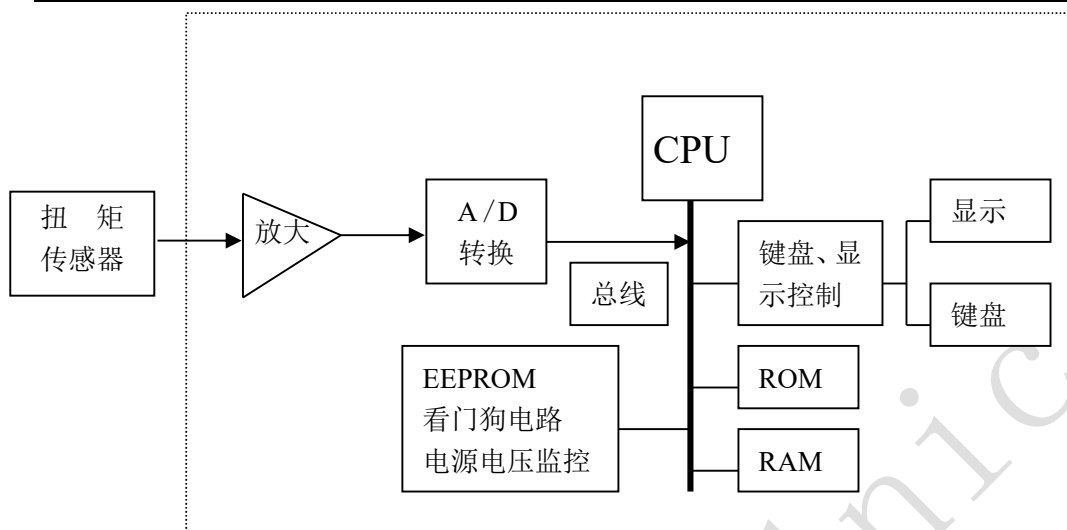 CPU
扭 矩
传感器
放大
A/D
转换
总线
键盘、显
示控制
显示
键盘
EEPROM
看门狗电路
电源电压监控
ROM
RAM
nic